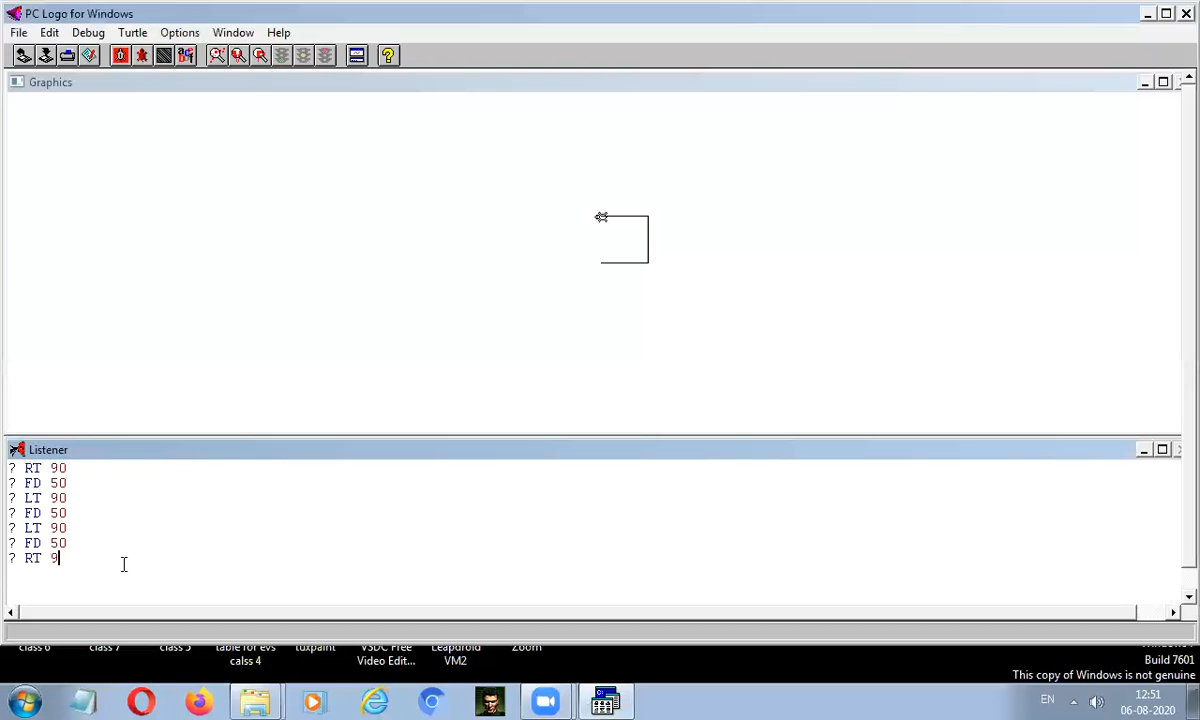 PC Logo for Windows
File Edit Debug Turtle Options Window Help
Graphics
Listener
? RT 90
? FD 50
? LT 90
? FD 50
? LT 90
? FD 50
? RT 9
class 6 class 7 class 5 table for evs calss 4 tuxpaint VSDC Free Video Edit... Leapdroid VM2 Zoom
Build 7601
This copy of Windows is not genuine
EN
12:51
06-08-2020